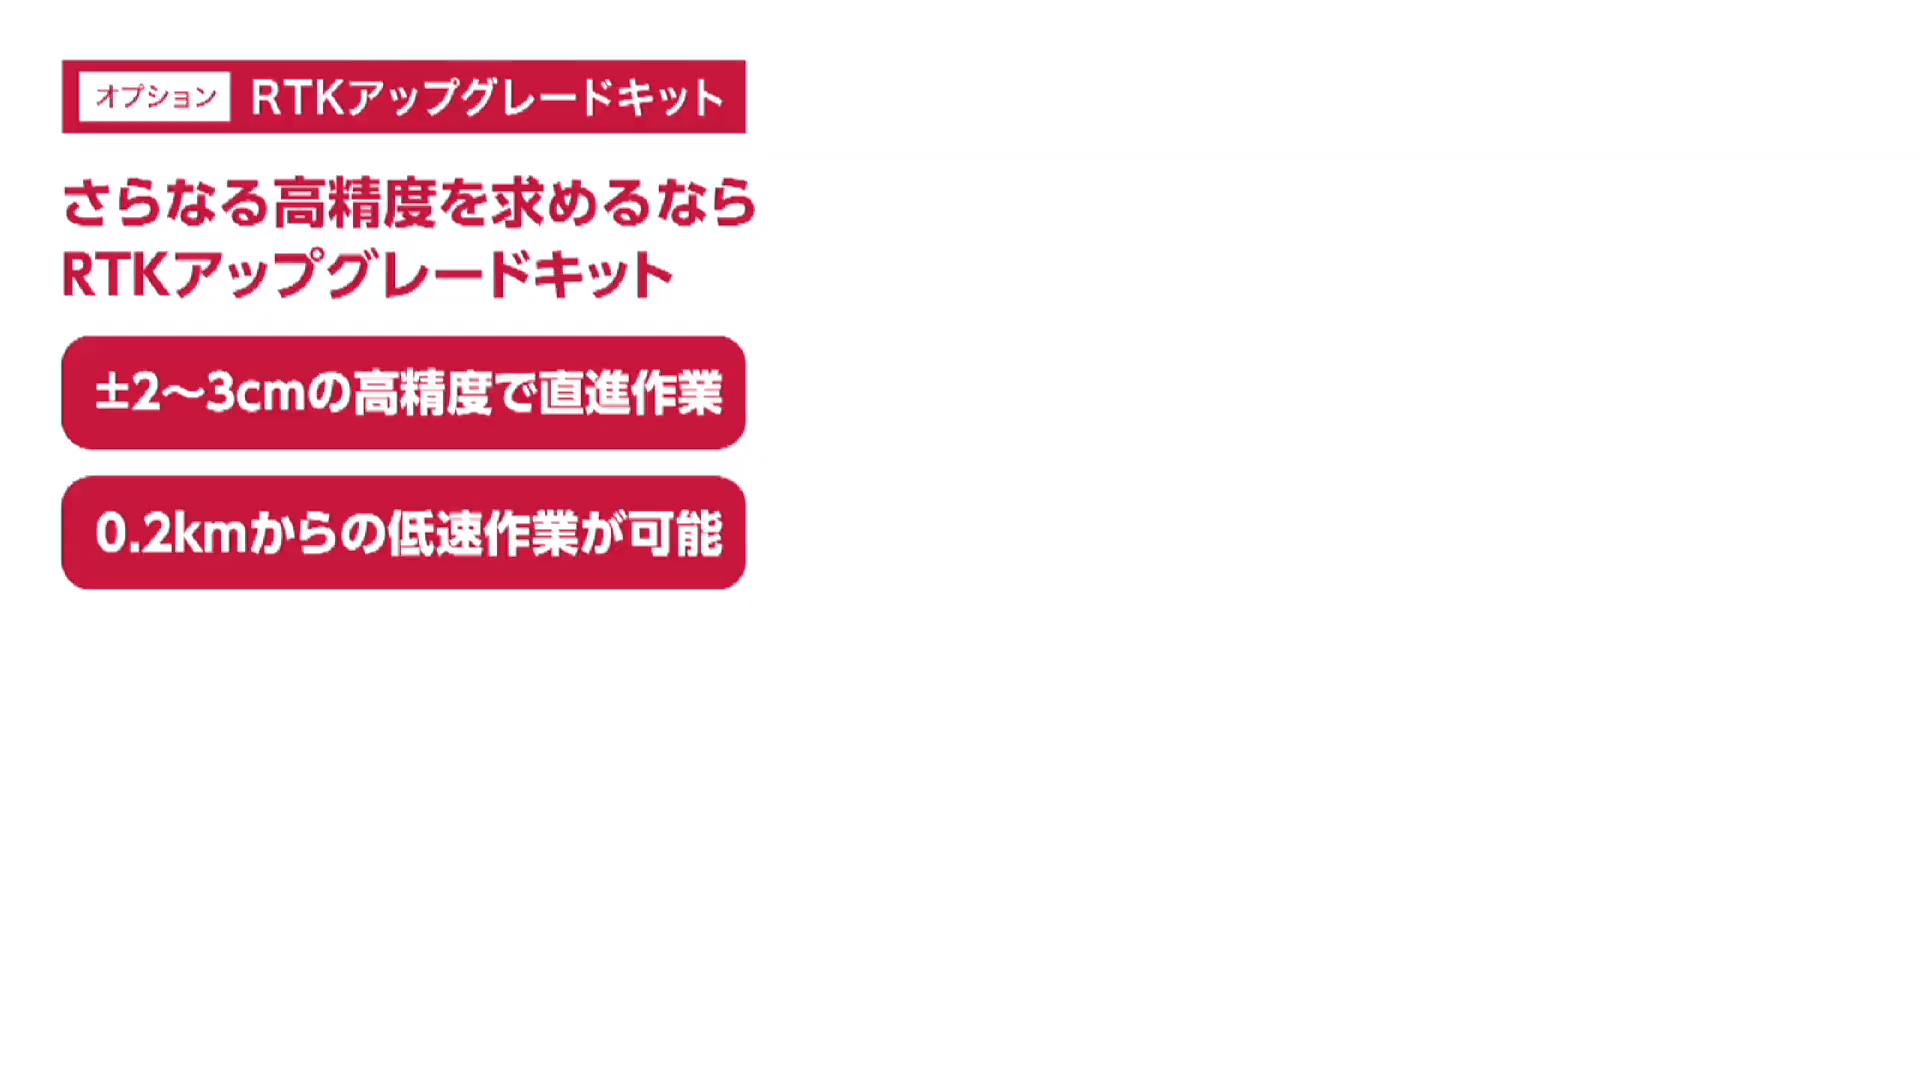 オプション RTKアップグレードキット
さらなる高精度を求めるなら
RTKアップグレードキット
±2〜3cmの高精度で直進作業
0.2kmからの低速作業が可能